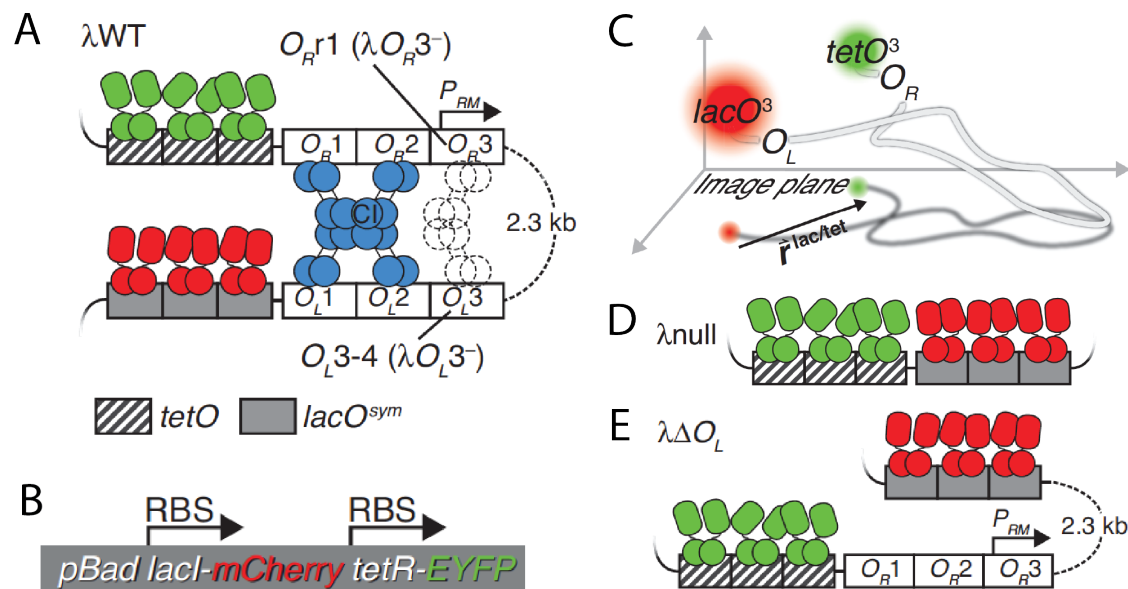 A
λWT
O_Rr1 (λO_R3⁻)
P_RM
O_R1 O_R2 O_R3
CI
2.3 kb
O_L1 O_L2 O_L3
O_L3-4 (λO_L3⁻)
tetO lacO^sym
B
RBS RBS
pBad lacI-mCherry tetR-EYFP
C
tetO³
O_R
lacO³
O_L
Image plane
r⃗ lac/tet
D
λnull
E
λΔO_L
P_RM
2.3 kb
O_R1 O_R2 O_R3